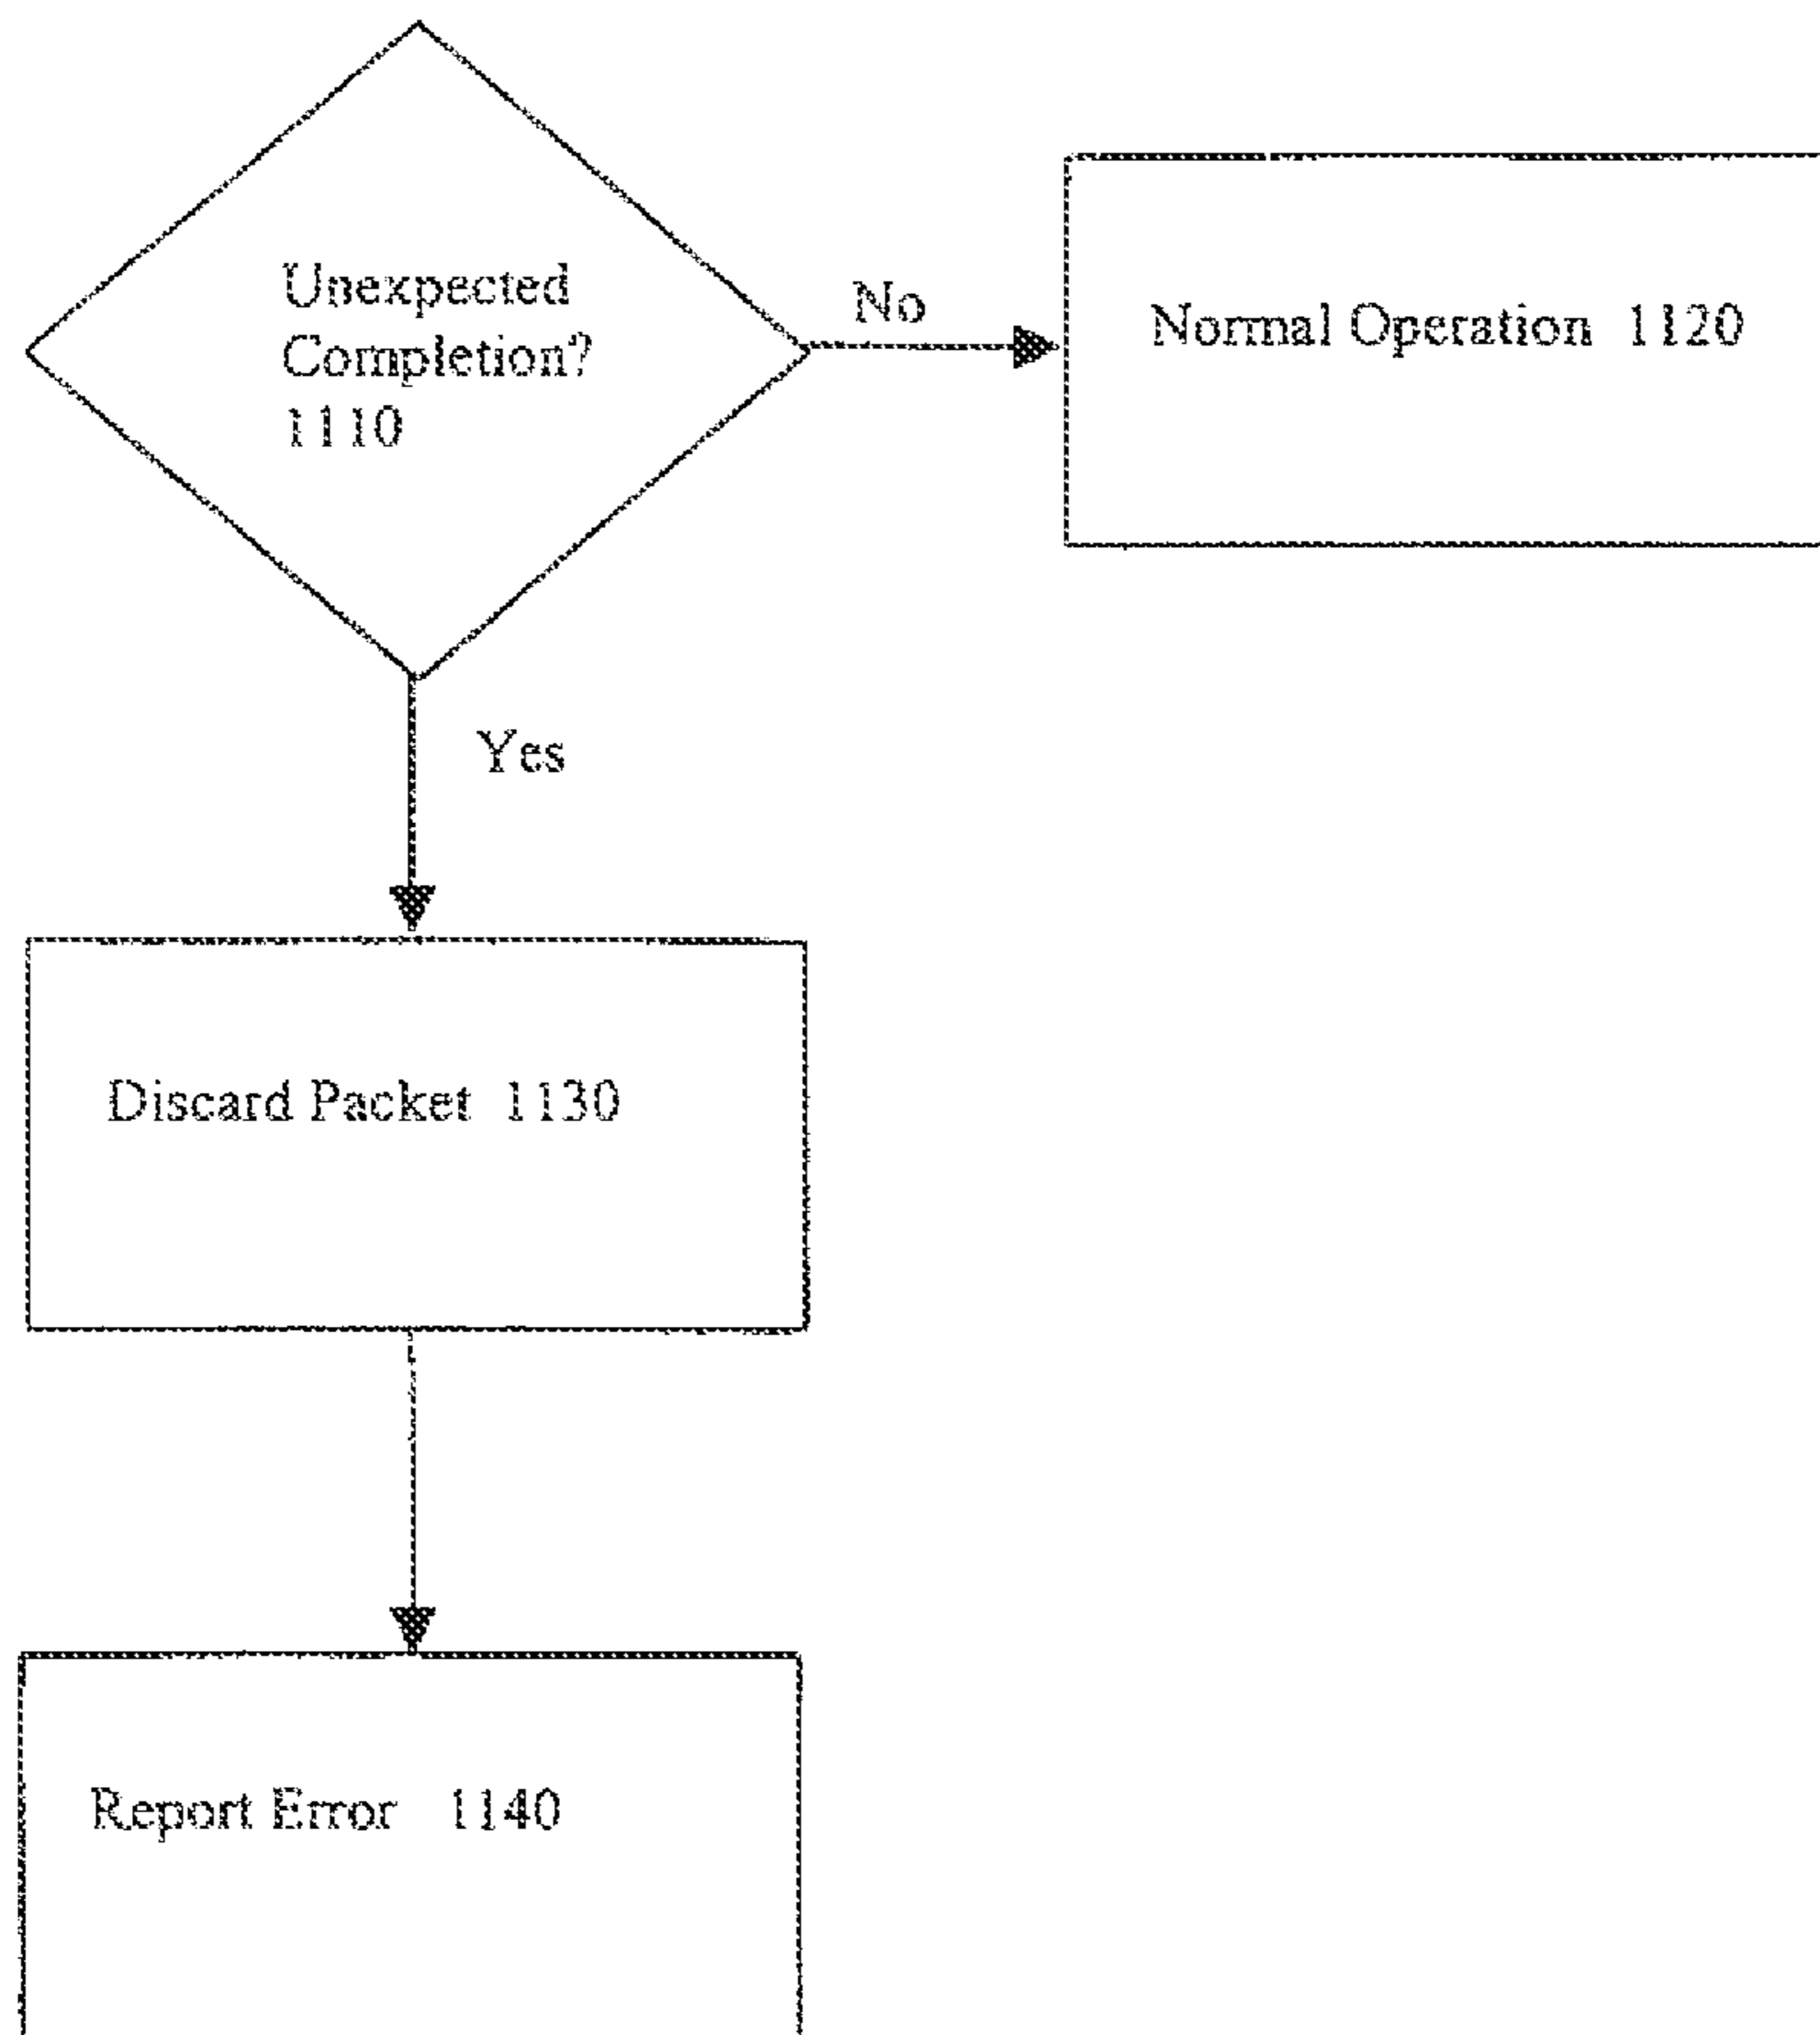 Unexpected
Completion?
1110
No
Normal Operation 1120
Yes
Discard Packet 1130
Report Error 1140